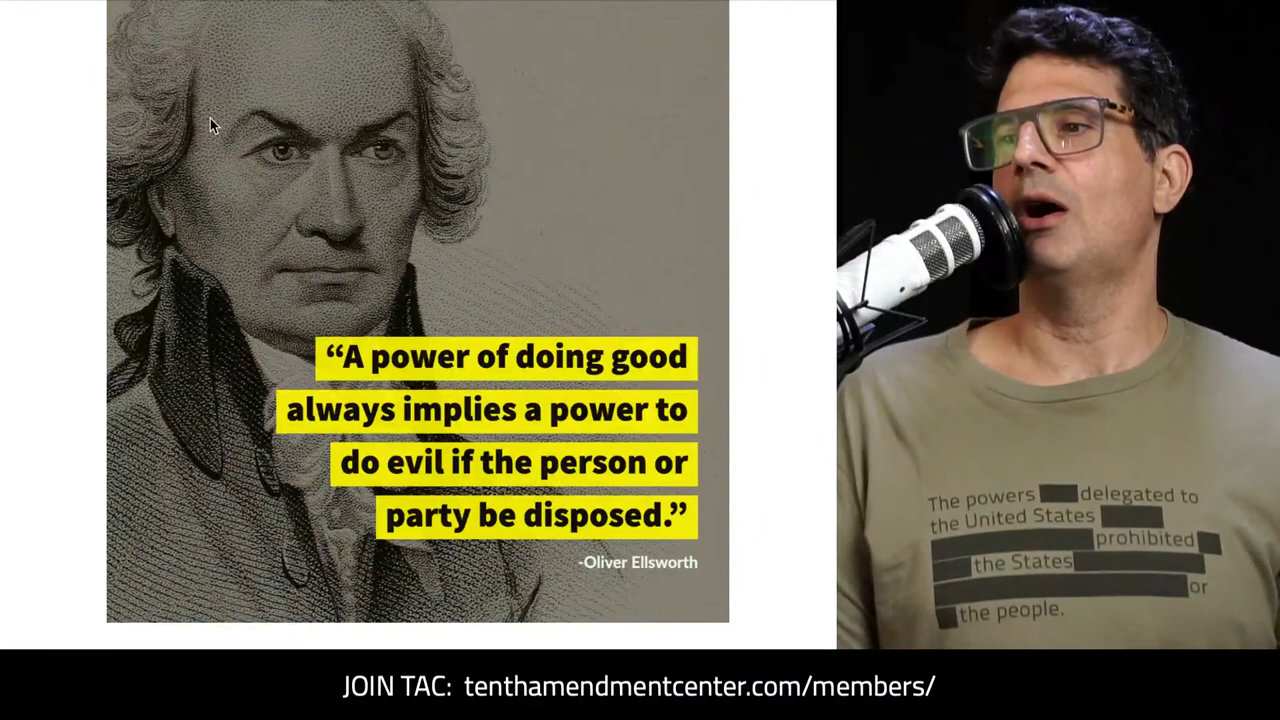 “A power of doing good
always implies a power to
do evil if the person or
party be disposed.”
-Oliver Ellsworth
The powers delegated to
the United States
prohibited
the States
or
the people.
JOIN TAC: tenthamendmentcenter.com/members/